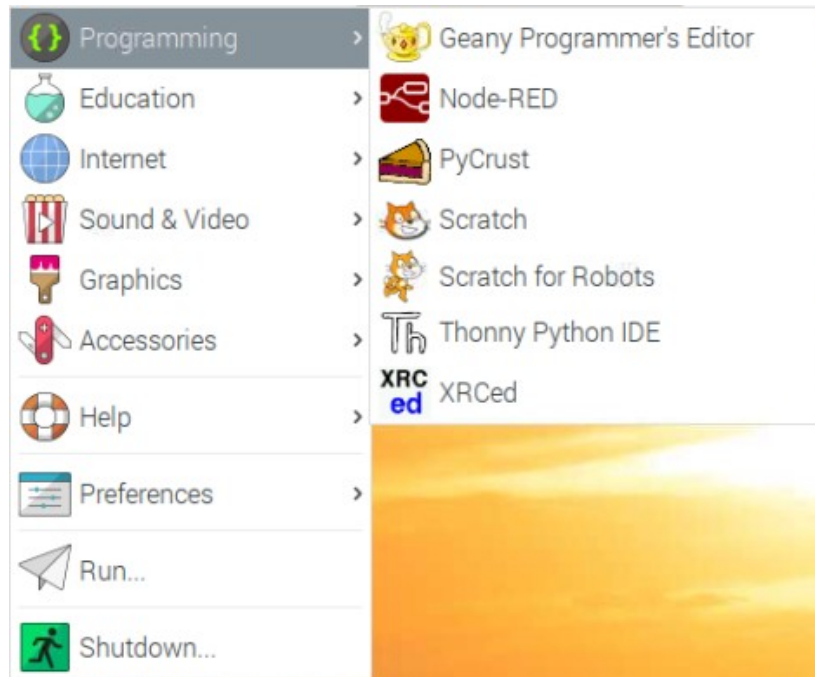 Programming
Education
Internet
Sound & Video
Graphics
Accessories
Help
Preferences
Run...
Shutdown...
Geany Programmer's Editor
Node-RED
PyCrust
Scratch
Scratch for Robots
Th Thonny Python IDE
XRC
ed
XRCed